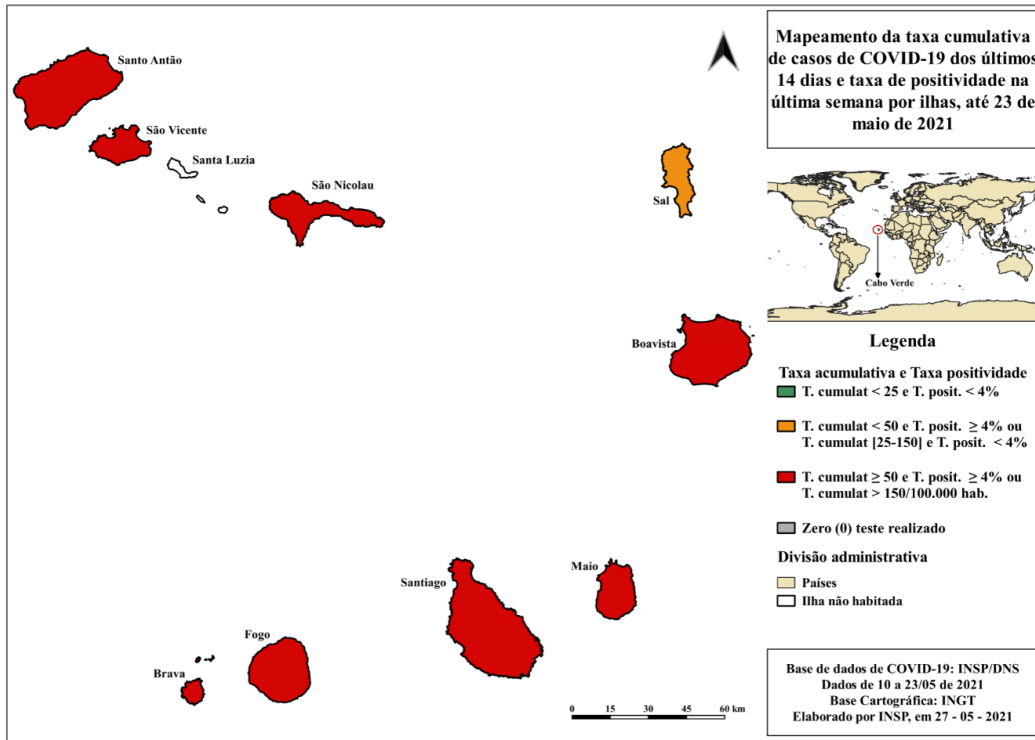 Mapeamento da taxa cumulativa
de casos de COVID-19 dos últimos
14 dias e taxa de positividade na
última semana por ilhas, até 23 de
maio de 2021
Santo Antão
São Vicente
Santa Luzia
São Nicolau
Sal
Boavista
Cabo Verde
Legenda
Taxa acumulativa e Taxa positividade
T. cumulat < 25 e T. posit. < 4%
T. cumulat < 50 e T. posit. ≥ 4% ou
T. cumulat [25-150] e T. posit. < 4%
T. cumulat ≥ 50 e T. posit. ≥ 4% ou
T. cumulat > 150/100.000 hab.
Zero (0) teste realizado
Divisão administrativa
Países
Ilha não habitada
Santiago
Maio
Fogo
Brava
0 15 30 45 60 km
Base de dados de COVID-19: INSP/DNS
Dados de 10 a 23/05 de 2021
Base Cartográfica: INGT
Elaborado por INSP, em 27 - 05 - 2021